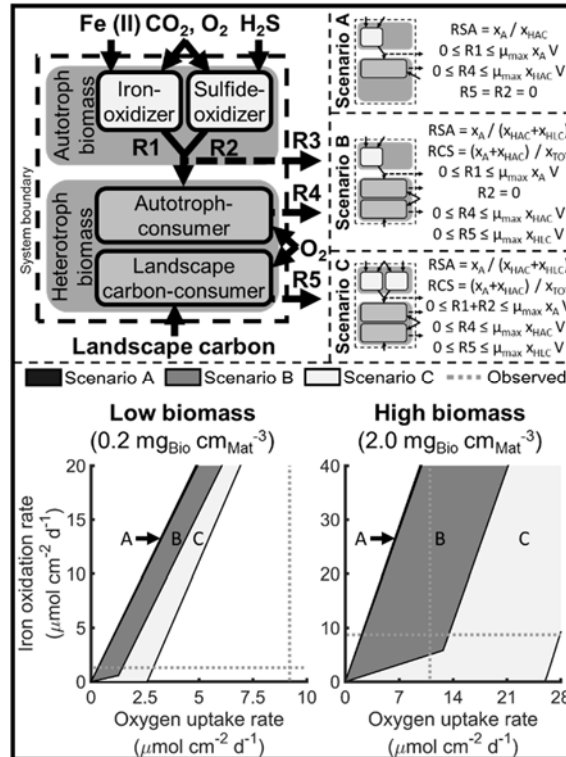 Fe (II) CO₂, O₂ H₂S
Autotroph biomass
Iron-oxidizer
Sulfide-oxidizer
R1
R2
R3
System boundary
Heterotroph biomass
Autotroph-consumer
R4
O₂
Landscape carbon-consumer
R5
Landscape carbon
Scenario A
RSA = x_A / x_HAC
0 ≤ R1 ≤ μ_max x_A V
0 ≤ R4 ≤ μ_max x_HAC V
R5 = R2 = 0
Scenario B
RSA = x_A / (x_HAC+x_HLC)
RCS = (x_A+x_HAC) / x_TOT
0 ≤ R1 ≤ μ_max x_A V
R2 = 0
0 ≤ R4 ≤ μ_max x_HAC V
0 ≤ R5 ≤ μ_max x_HLC V
Scenario C
RSA = x_A / (x_HAC+x_HLC)
RCS = (x_A+x_HAC) / x_TOT
0 ≤ R1+R2 ≤ μ_max x_A V
0 ≤ R4 ≤ μ_max x_HAC V
0 ≤ R5 ≤ μ_max x_HLC V
Scenario A Scenario B Scenario C Observed
Low biomass
(0.2 mg_Bio cm_Mat⁻³)
Iron oxidation rate
(μmol cm⁻² d⁻¹)
20
15
10
5
0
A B C
0 2.5 5 7.5 10
Oxygen uptake rate
(μmol cm⁻² d⁻¹)
High biomass
(2.0 mg_Bio cm_Mat⁻³)
40
30
20
10
0
A B C
0 7 14 21 28
Oxygen uptake rate
(μmol cm⁻² d⁻¹)